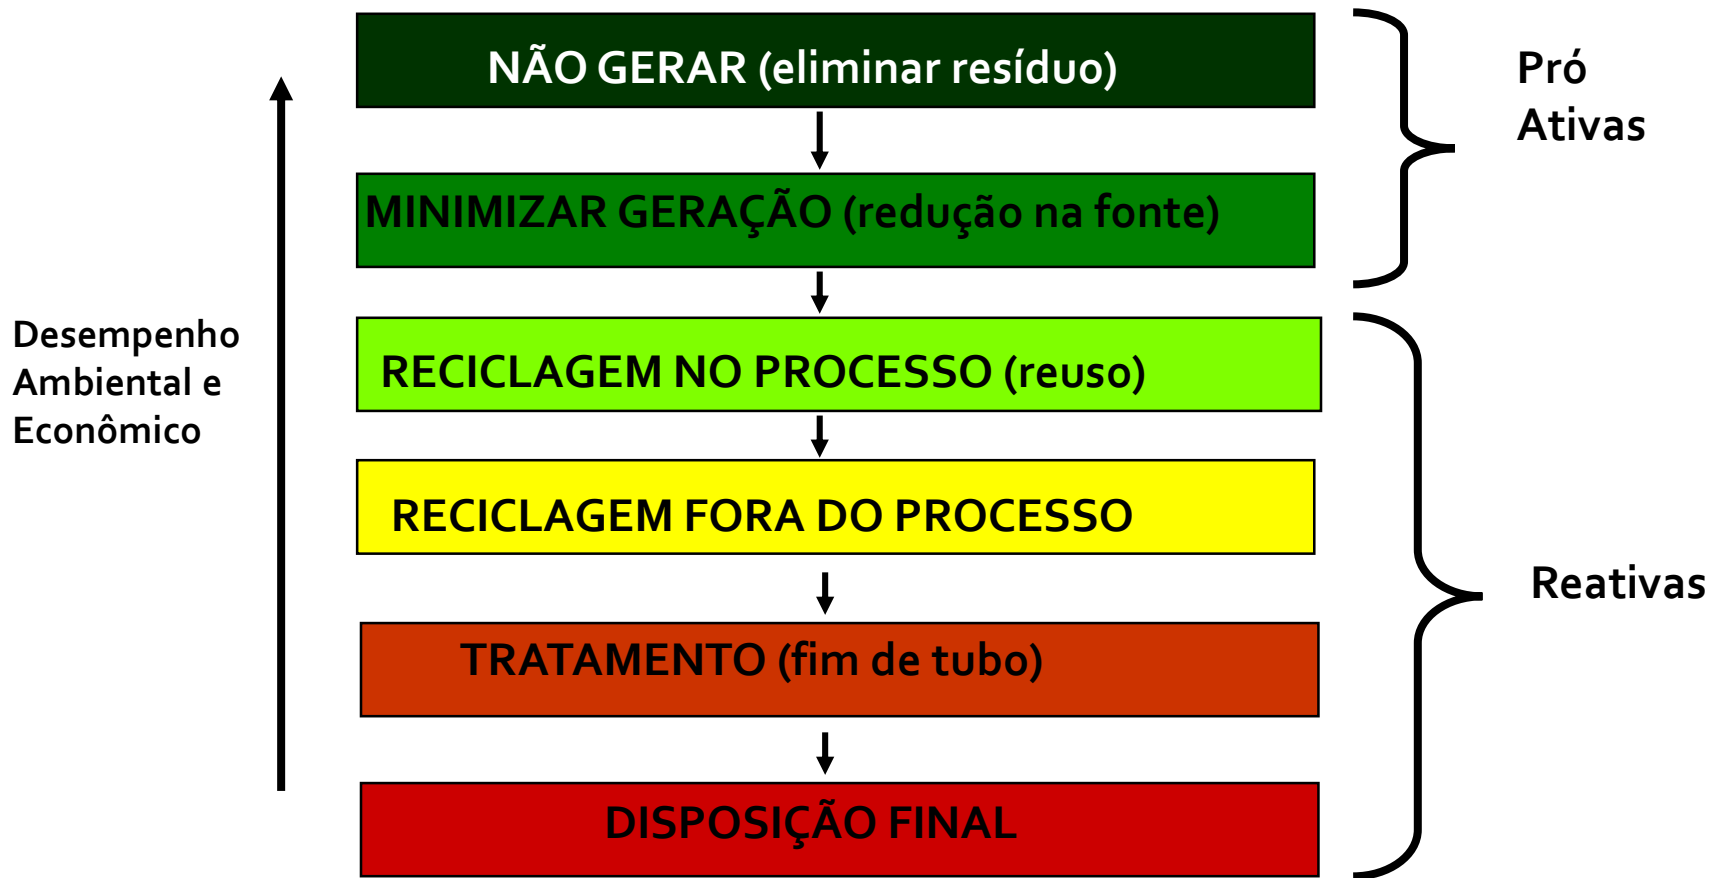 NÃO GERAR (eliminar resíduo)
Pró
Ativas
MINIMIZAR GERAÇÃO (redução na fonte)
Desempenho
Ambiental e
Econômico
RECICLAGEM NO PROCESSO (reuso)
RECICLAGEM FORA DO PROCESSO
Reativas
TRATAMENTO (fim de tubo)
DISPOSIÇÃO FINAL